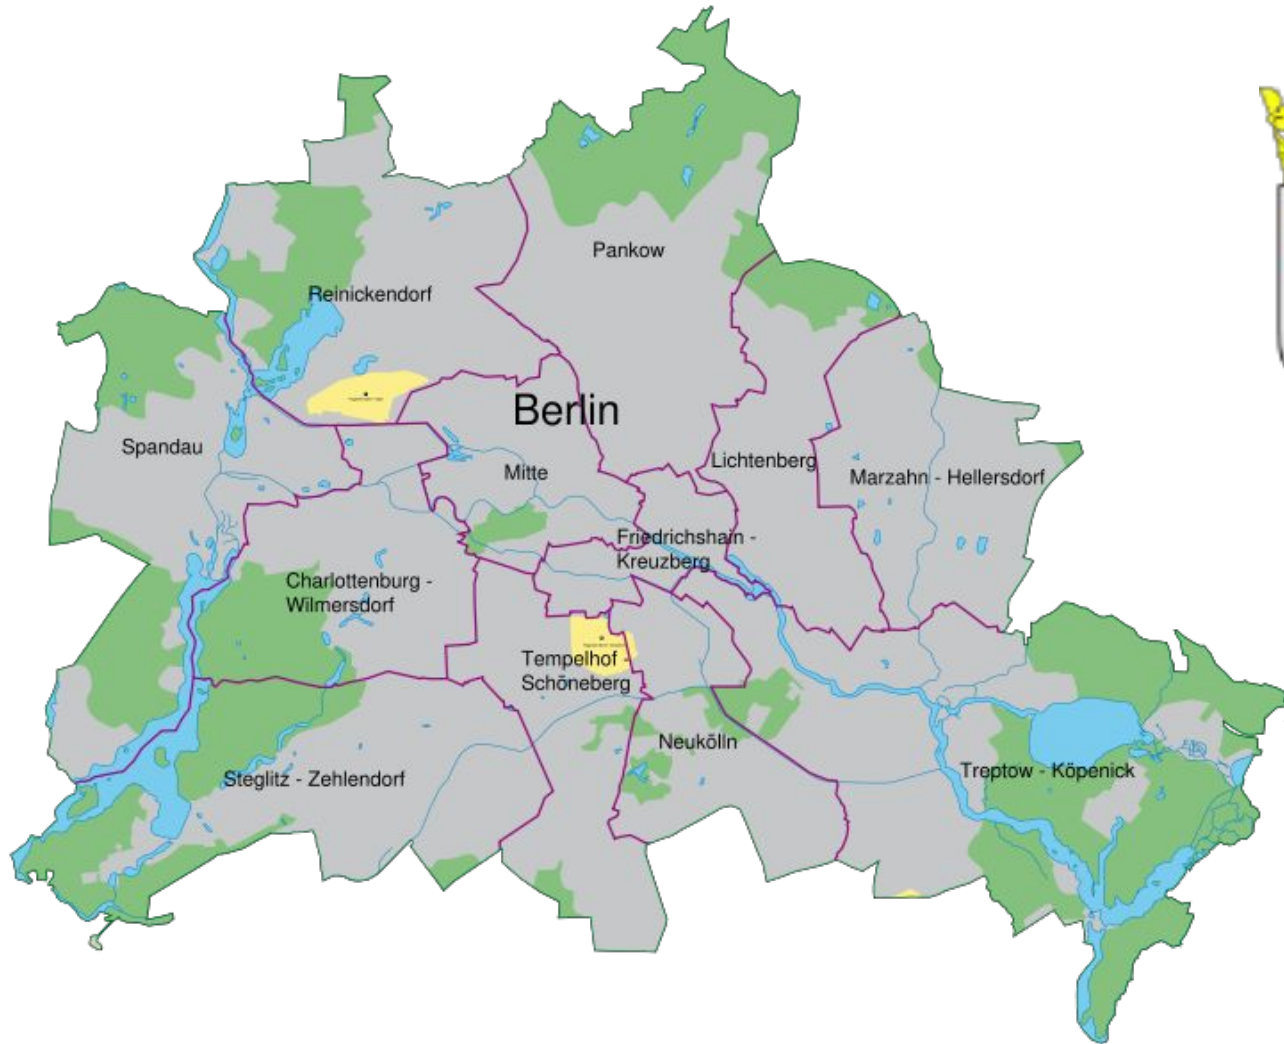 Pankow
Reinickendorf
Berlin
Spandau
Mitte
Lichtenberg
Marzahn - Hellersdorf
Friedrichshain -
Kreuzberg
Charlottenburg -
Wilmersdorf
Tempelhof -
Schöneberg
Neukölln
Treptow - Köpenick
Steglitz - Zehlendorf